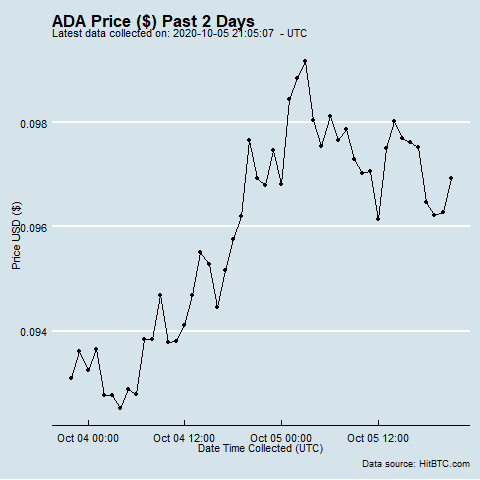 ADA Price ($) Past 2 Days
Latest data collected on: 2020-10-05 21:05:07 - UTC
0.098
0.096
0.094
Price USD ($)
Oct 04 00:00 Oct 04 12:00 Oct 05 00:00 Oct 05 12:00
Date Time Collected (UTC)
Data source: HitBTC.com